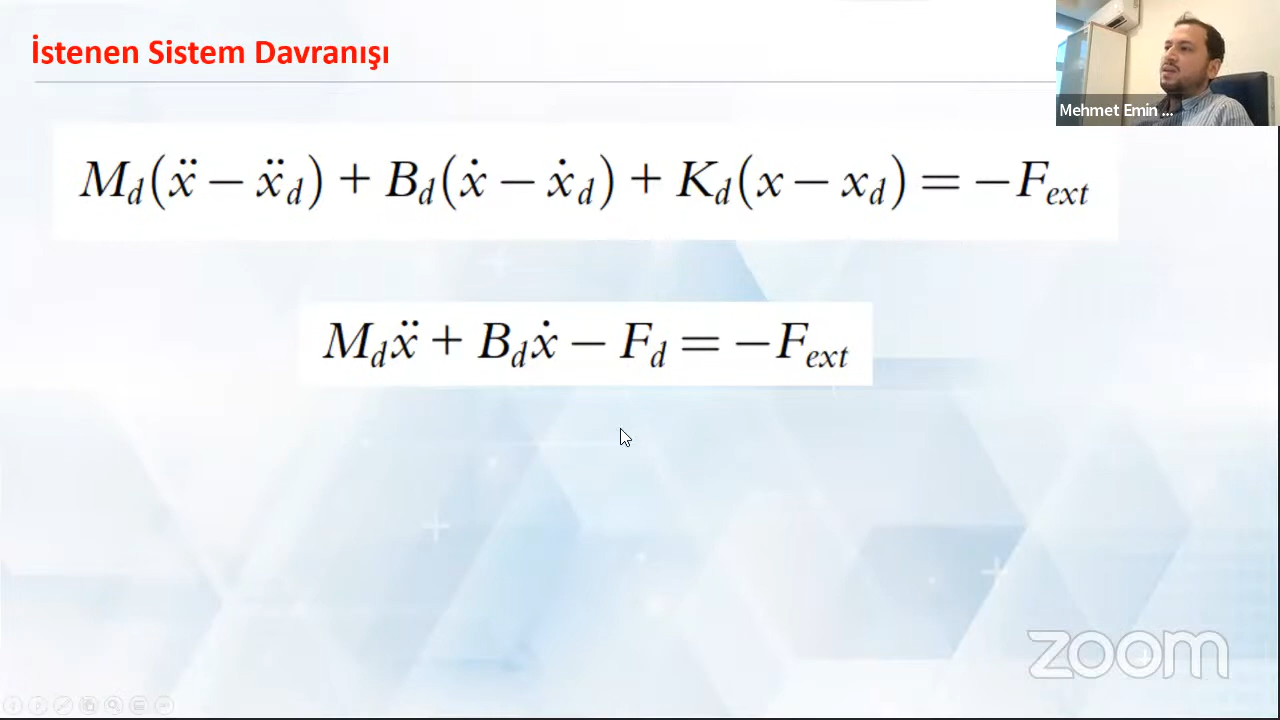 İstenen Sistem Davranışı
Mehmet Emin ...
M_d(ẍ − ẍ_d) + B_d(ẋ − ẋ_d) + K_d(x − x_d) = −F_ext
M_dẍ + B_dẋ − F_d = −F_ext
zoom